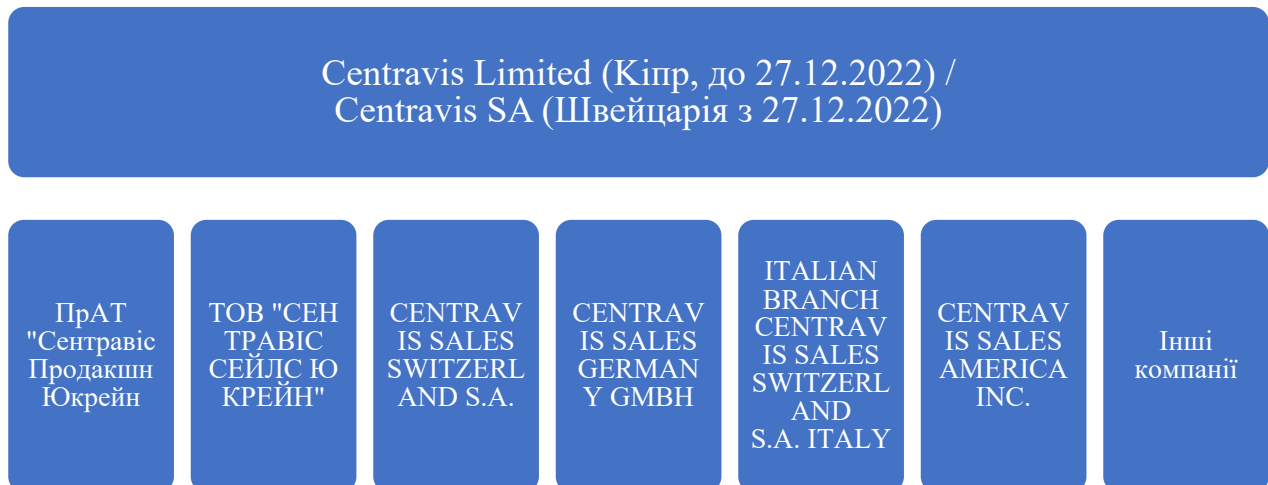 Centravis Limited (Кіпр, до 27.12.2022) /
Centravis SA (Швейцарія з 27.12.2022)
ПрАТ
"Сентравіс
Продакшн
Юкрейн
ТОВ "СЕН
ТРАВІС
СЕЙЛС Ю
КРЕЙН"
CENTRAV
IS SALES
SWITZERL
AND S.A.
CENTRAV
IS SALES
GERMAN
Y GMBH
ITALIAN
BRANCH
CENTRAV
IS SALES
SWITZERL
AND
S.A. ITALY
CENTRAV
IS SALES
AMERICA
INC.
Інші
компанії